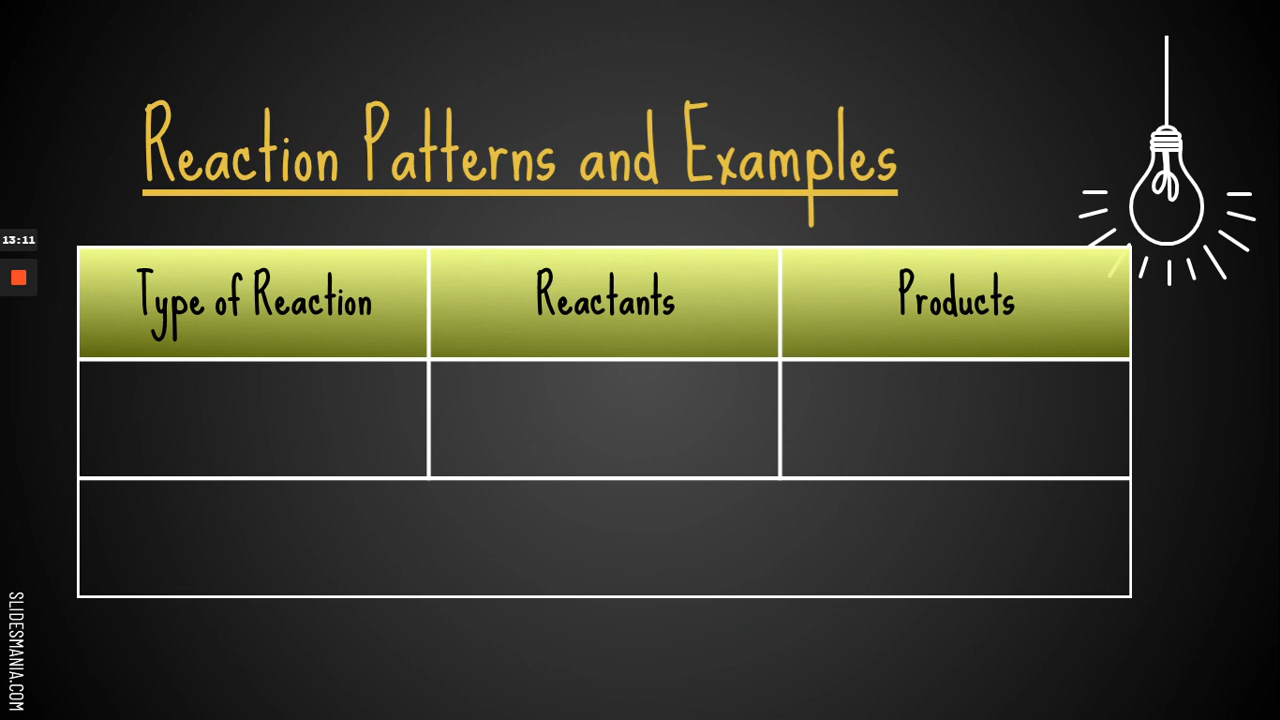 Reaction Patterns and Examples
13:11
Type of Reaction
Reactants
Products
SLIDESMANIA.COM